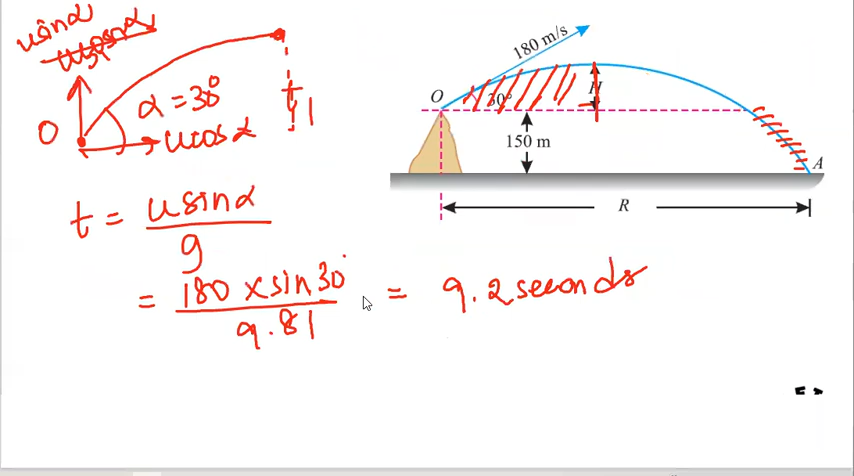 usinα
α = 30°
O
t1
ucosα
t = usinα
g
= 180 × sin 30° = 9.2 seconds
9.81
180 m/s
O
30°
H
150 m
A
R